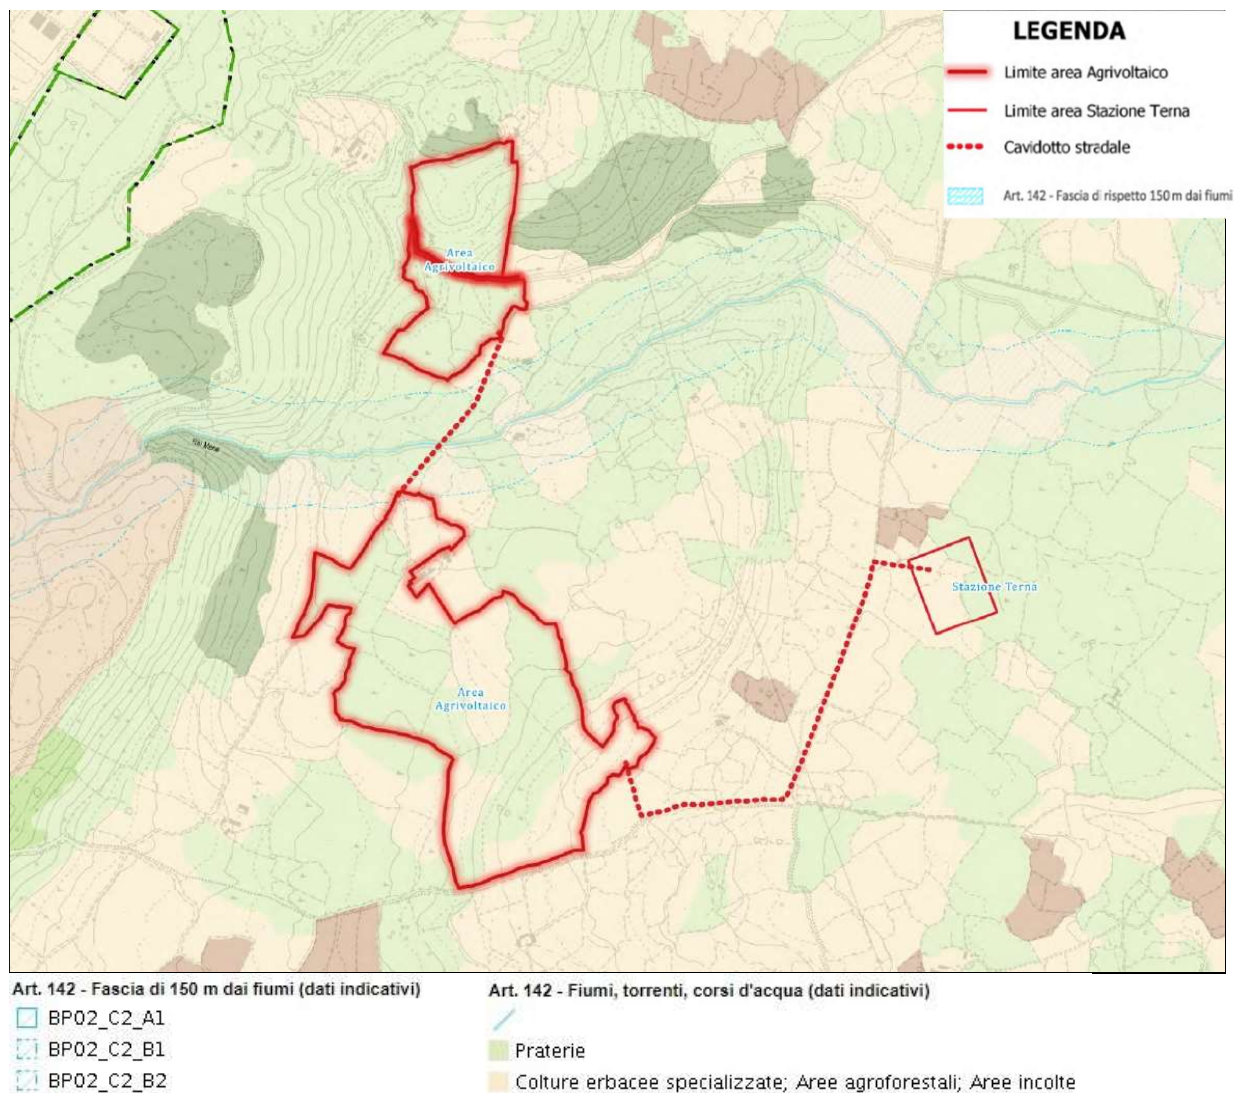 LEGENDA
Limite area Agrivoltaico
Limite area Stazione Terna
Cavidotto stradale
Art. 142 - Fascia di rispetto 150 m dai fiumi
Area
Agrivoltaico
Stazione Terna
Area
Agrivoltaico
Art. 142 - Fascia di 150 m dai fiumi (dati indicativi)
BP02_C2_A1
BP02_C2_B1
BP02_C2_B2
Art. 142 - Fiumi, torrenti, corsi d'acqua (dati indicativi)
Praterie
Colture erbacee specializzate; Aree agroforestali; Aree incolte